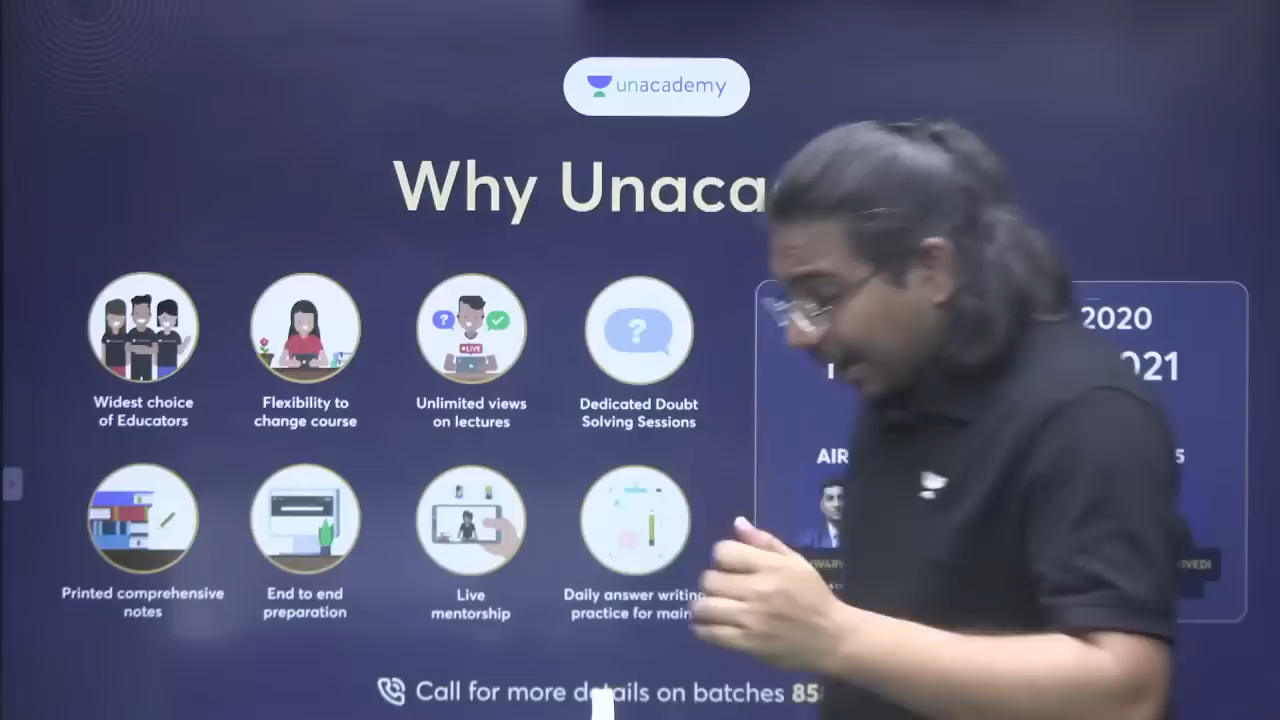 unacademy
Why Unaca
Widest choice
of Educators
Flexibility to
change course
LIVE
Unlimited views
on lectures
?
Dedicated Doubt
Solving Sessions
Printed comprehensive
notes
End to end
preparation
Live
mentorship
Daily answer writing
practice for main
2020
021
AIR
5
VEDI
Call for more details on batches 85